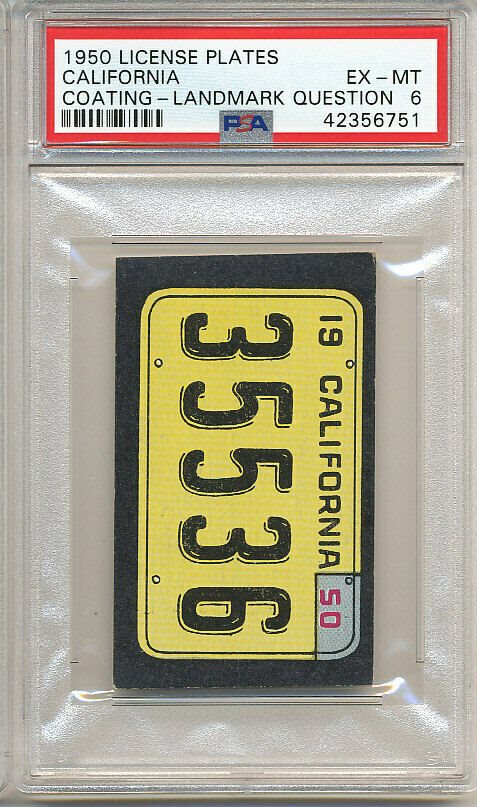 1950 LICENSE PLATES
CALIFORNIA EX-MT
COATING-LANDMARK QUESTION 6
PSA 42356751
19 CALIFORNIA 50
35536